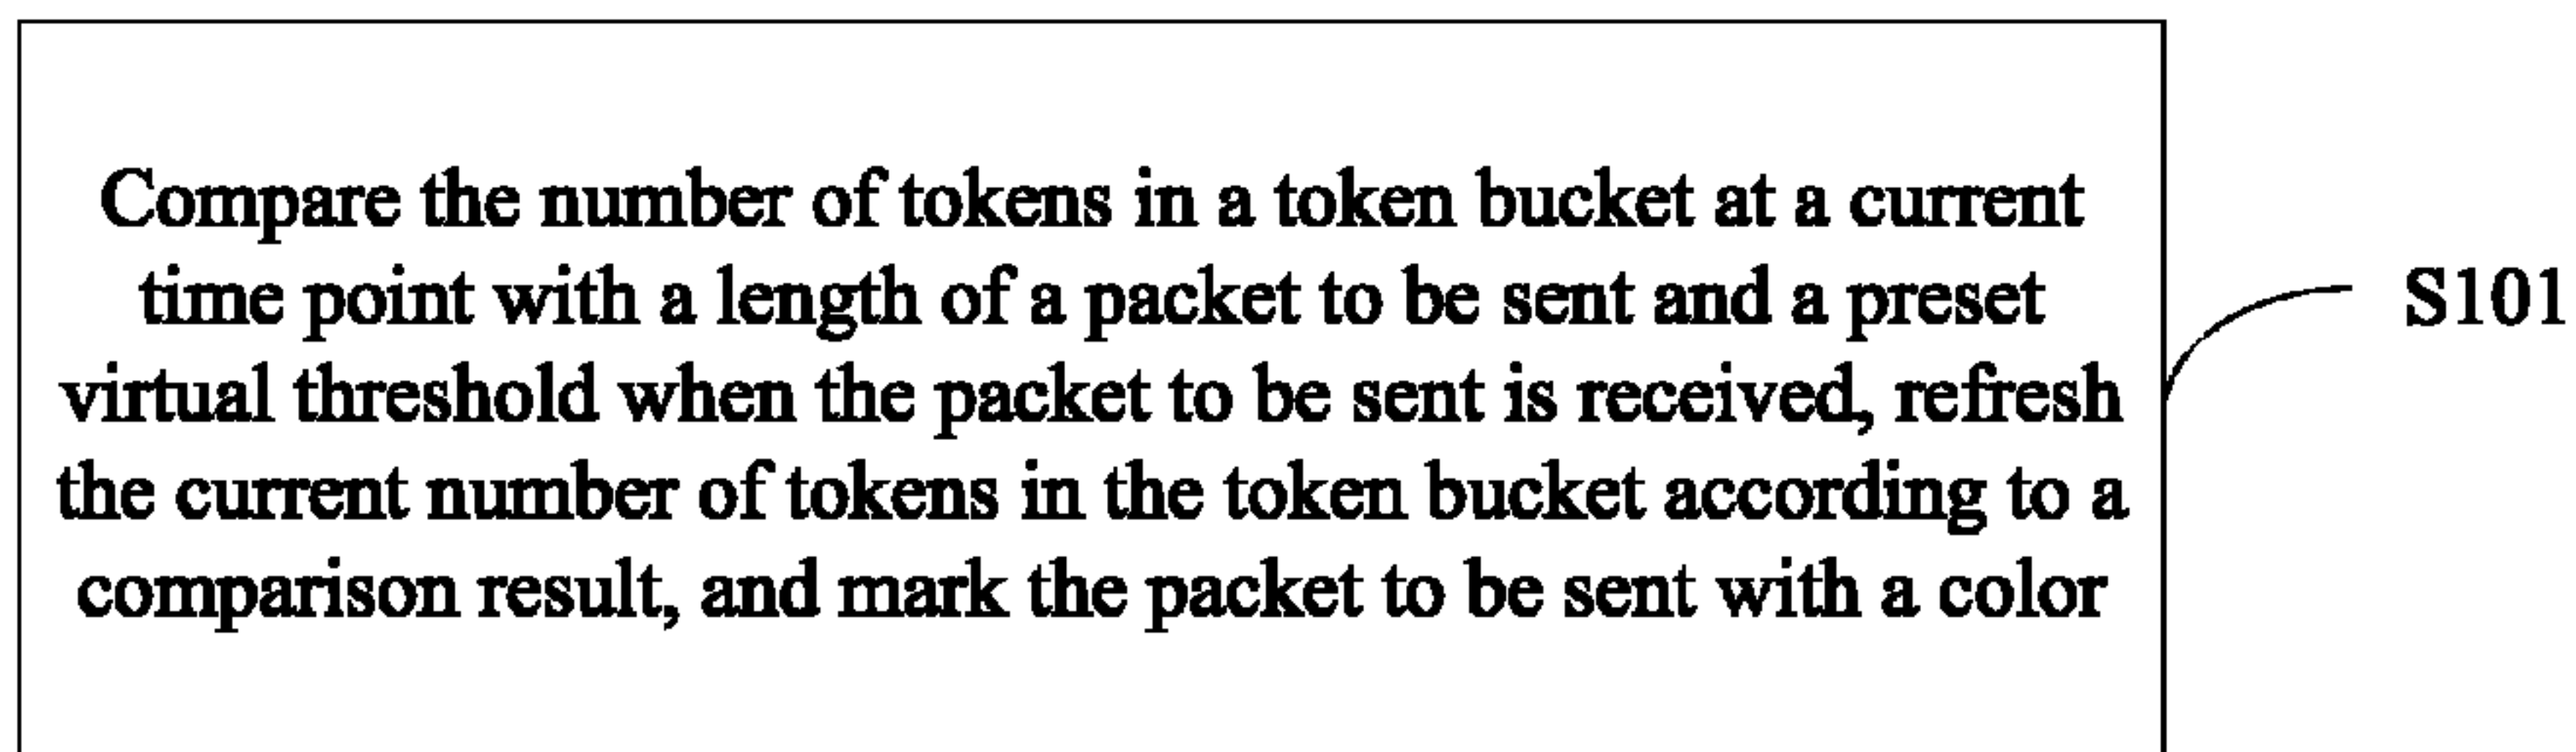 Compare the number of tokens in a token bucket at a current
time point with a length of a packet to be sent and a preset
virtual threshold when the packet to be sent is received, refresh
the current number of tokens in the token bucket according to a
comparison result, and mark the packet to be sent with a color
S101